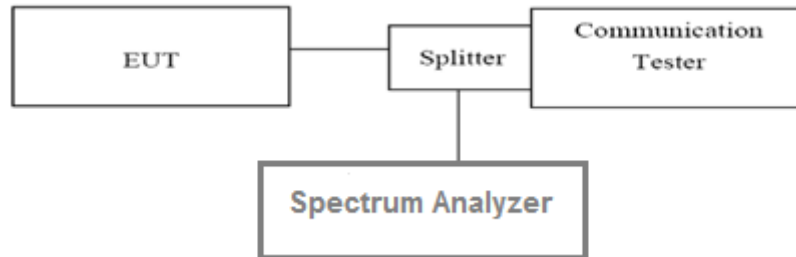 EUT
Splitter
Communication
Tester
Spectrum Analyzer